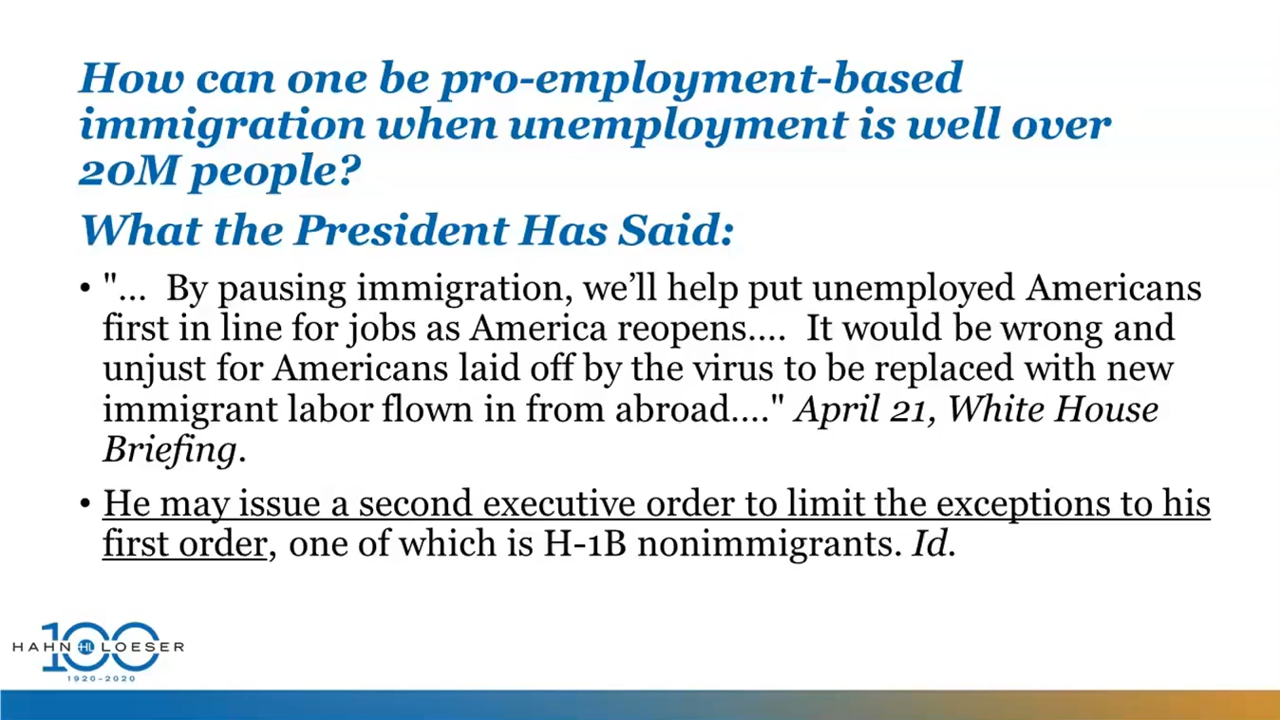 How can one be pro-employment-based
immigration when unemployment is well over
20M people?
What the President Has Said:
• "… By pausing immigration, we’ll help put unemployed Americans
first in line for jobs as America reopens…. It would be wrong and
unjust for Americans laid off by the virus to be replaced with new
immigrant labor flown in from abroad…." April 21, White House
Briefing.
• He may issue a second executive order to limit the exceptions to his
first order, one of which is H-1B nonimmigrants. Id.
100
HAHN HL LOESER
1920-2020